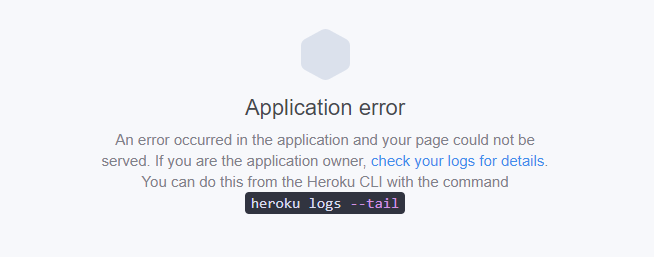 Application error
An error occurred in the application and your page could not be
served. If you are the application owner, check your logs for details.
You can do this from the Heroku CLI with the command
heroku logs --tail